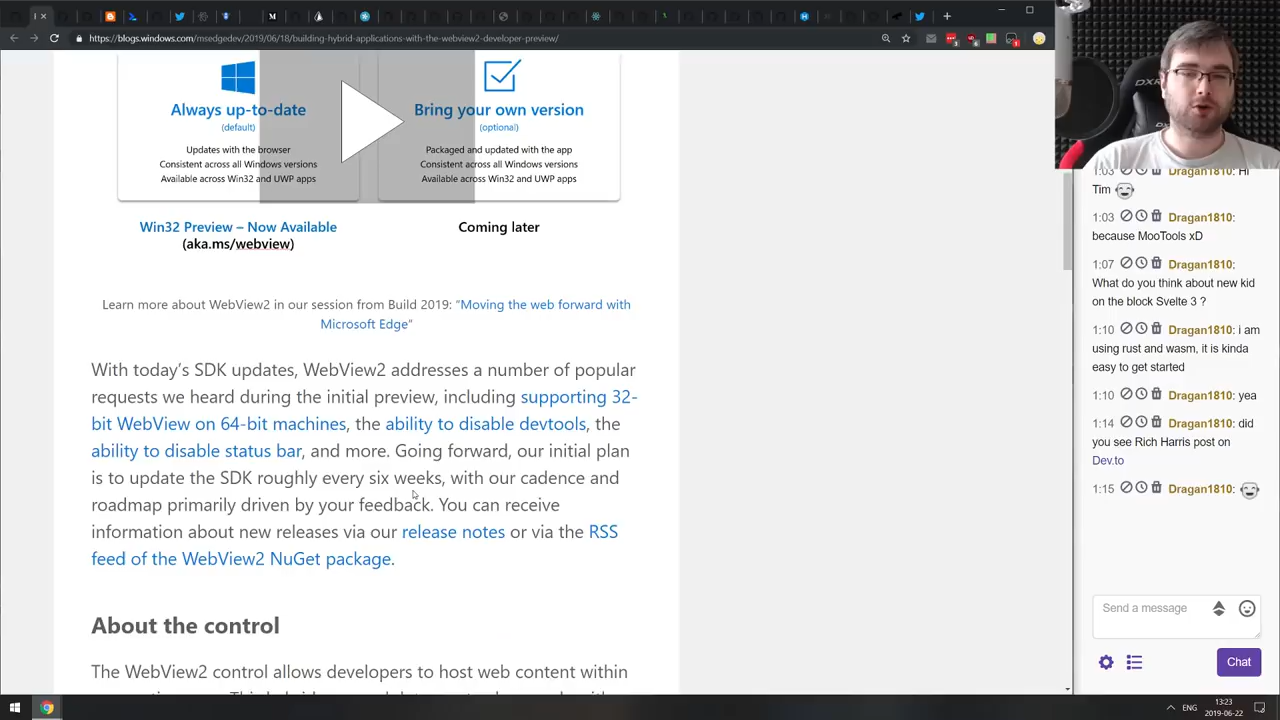 https://blogs.windows.com/msedgedev/2019/06/18/building-hybrid-applications-with-the-webview2-developer-preview/
Always up-to-date
(default)
Updates with the browser
Consistent across all Windows versions
Available across Win32 and UWP apps
Bring your own version
(optional)
Packaged and updated with the app
Consistent across all Windows versions
Available across Win32 and UWP apps
Win32 Preview – Now Available
(aka.ms/webview)
Coming later
Learn more about WebView2 in our session from Build 2019: “Moving the web forward with
Microsoft Edge“
With today’s SDK updates, WebView2 addresses a number of popular
requests we heard during the initial preview, including supporting 32-
bit WebView on 64-bit machines, the ability to disable devtools, the
ability to disable status bar, and more. Going forward, our initial plan
is to update the SDK roughly every six weeks, with our cadence and
roadmap primarily driven by your feedback. You can receive
information about new releases via our release notes or via the RSS
feed of the WebView2 NuGet package.
About the control
The WebView2 control allows developers to host web content within
DXR
1:03 Dragan1810: Hi
Tim
1:03 Dragan1810:
because MooTools xD
1:07 Dragan1810:
What do you think about new kid
on the block Svelte 3 ?
1:10 Dragan1810: i am
using rust and wasm, it is kinda
easy to get started
1:10 Dragan1810: yea
1:14 Dragan1810: did
you see Rich Harris post on
Dev.to
1:15 Dragan1810:
Send a message
Chat
ENG
13:23
2019-06-22